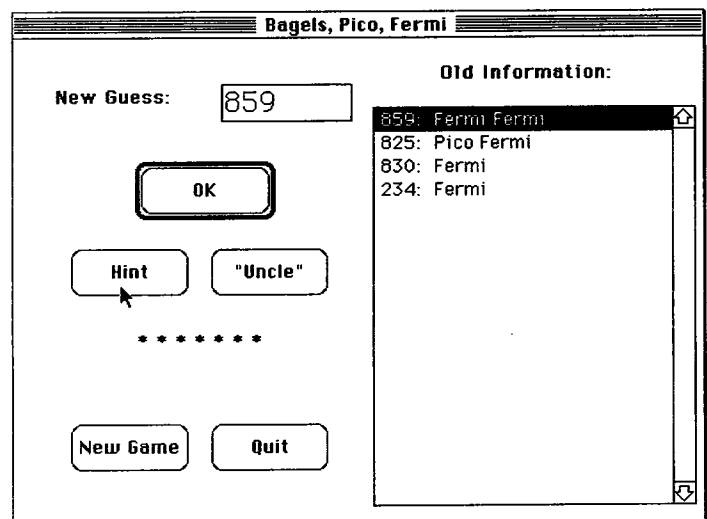 Bagels, Pico, Fermi
New Guess: 859
OK
Hint "Uncle"
* * * * * * *
New Game Quit
Old Information:
859: Fermi Fermi
825: Pico Fermi
830: Fermi
234: Fermi